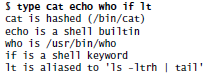 $ type cat echo who if lt
cat is hashed (/bin/cat)
echo is a shell builtin
who is /usr/bin/who
if is a shell keyword
lt is aliased to 'ls -ltrh | tail'